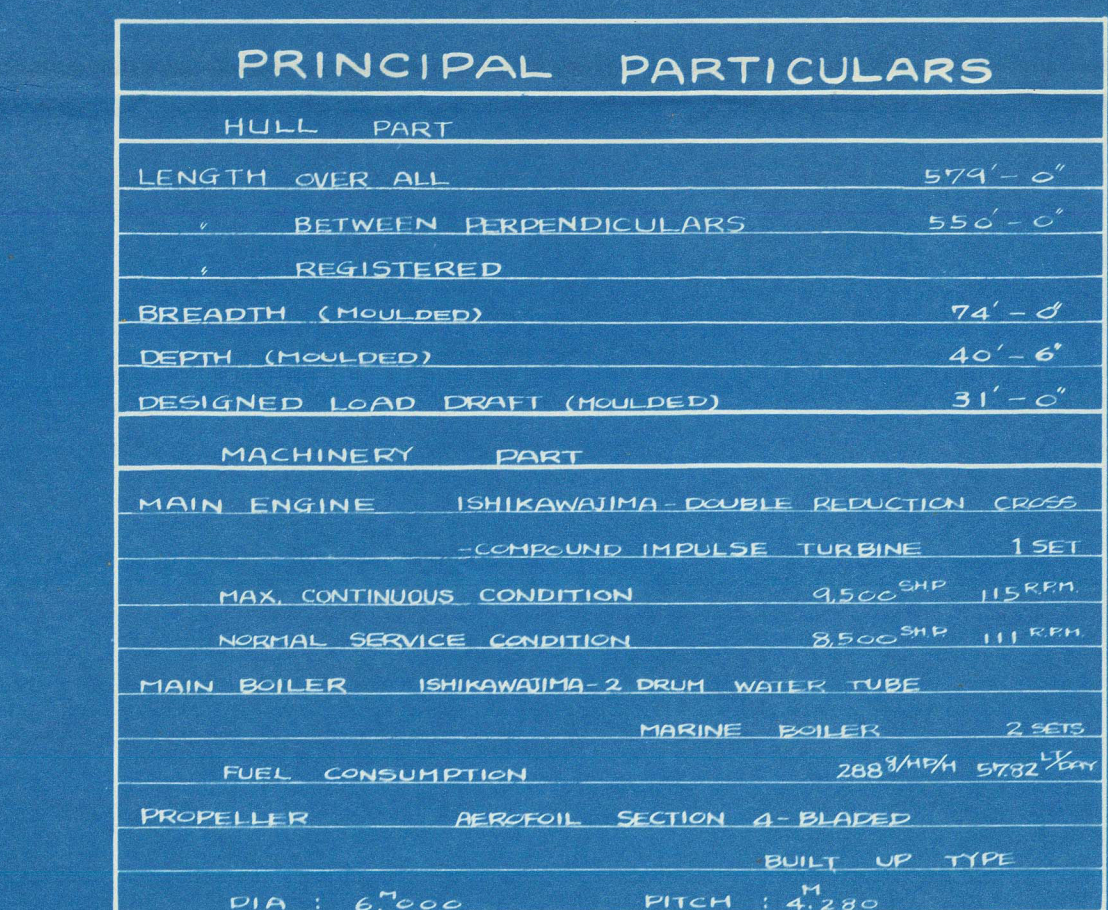 PRINCIPAL PARTICULARS
HULL PART
LENGTH OVER ALL 579'-0"
" BETWEEN PERPENDICULARS 550'-0"
" REGISTERED
BREADTH (MOULDED) 74'-0"
DEPTH (MOULDED) 40'-6"
DESIGNED LOAD DRAFT (MOULDED) 31'-0"
MACHINERY PART
MAIN ENGINE ISHIKAWAJIMA-DOUBLE REDUCTION CROSS
-COMPOUND IMPULSE TURBINE 1 SET
MAX. CONTINUOUS CONDITION 9,500 SHP 115 R.P.M.
NORMAL SERVICE CONDITION 8,500 SH.P. 111 R.P.M.
MAIN BOILER ISHIKAWAJIMA-2 DRUM WATER TUBE
MARINE BOILER 2 SETS
FUEL CONSUMPTION 288 g/HP/H 57.82 LT/DAY
PROPELLER AEROFOIL SECTION 4-BLADED
BUILT UP TYPE
DIA : 6.M000 PITCH : 4.M280